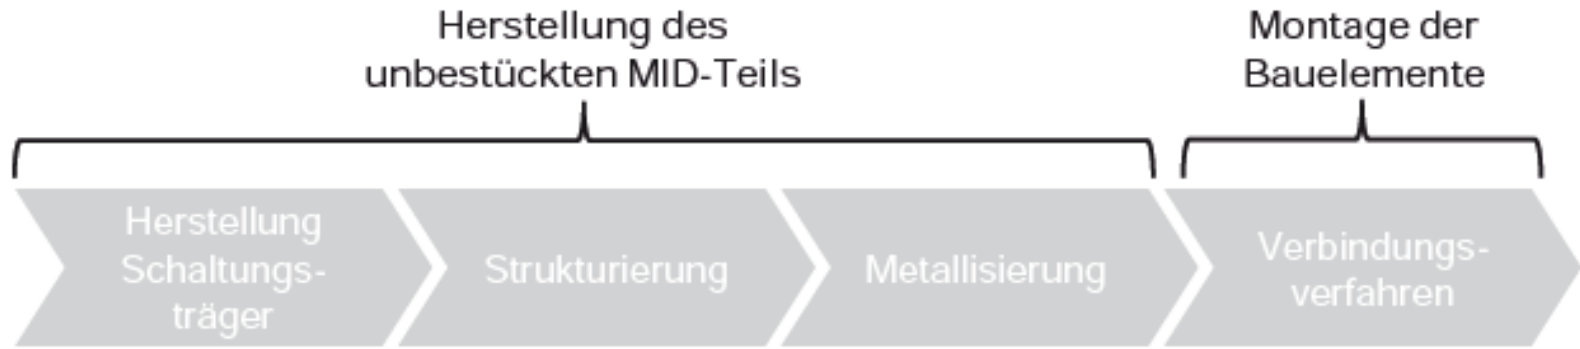 Herstellung des
unbestückten MID-Teils
Montage der
Bauelemente
Herstellung
Schaltungs-
träger
Strukturierung
Metallisierung
Verbindungs-
verfahren